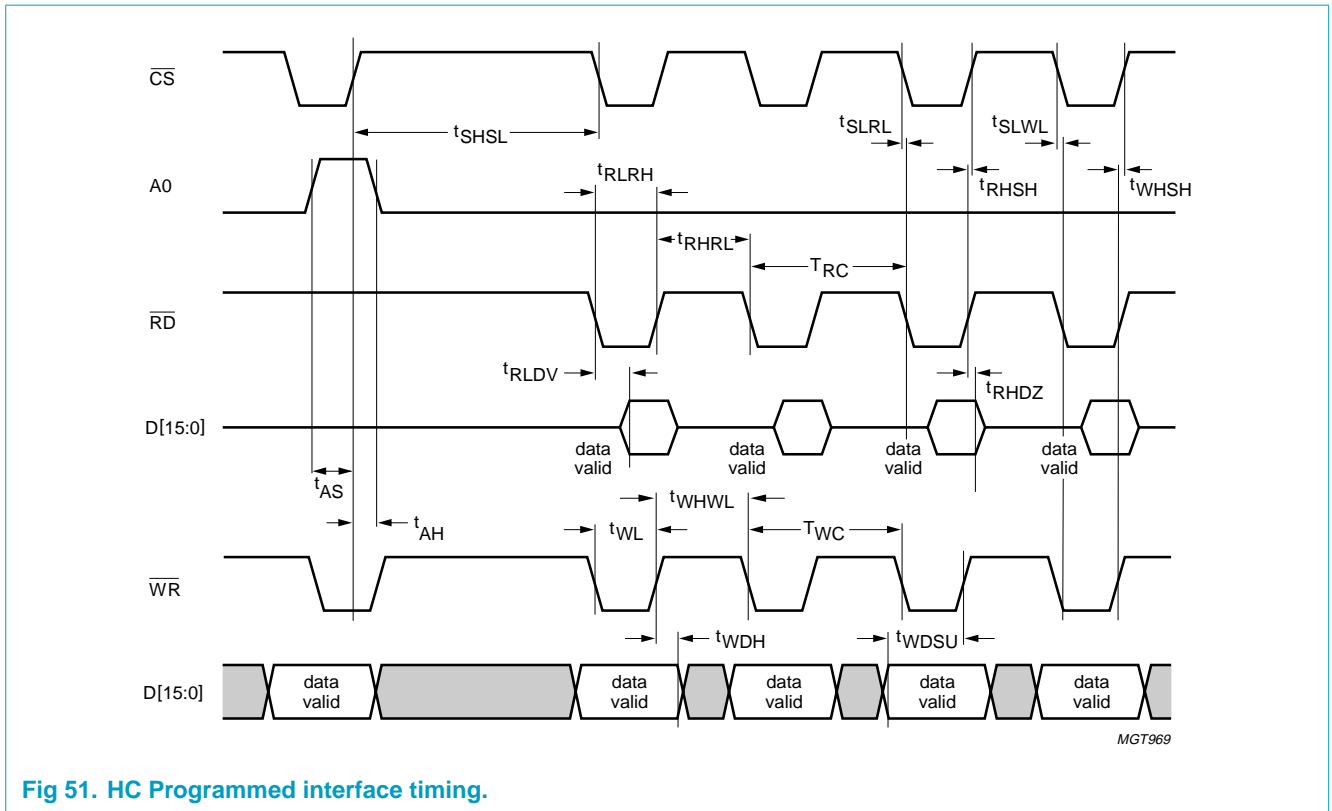 CS
tSHSL
tSLRL
tSLWL
A0
tRLRH
tRHSH
tWHSH
tRHRL
TRC
RD
tRLDV
tRHDZ
D[15:0]
data valid
data valid
data valid
data valid
tAS
tAH
tWHWL
tWL
TWC
WR
tWDH
tWDSU
D[15:0]
data valid
data valid
data valid
data valid
data valid
MGT969
Fig 51. HC Programmed interface timing.